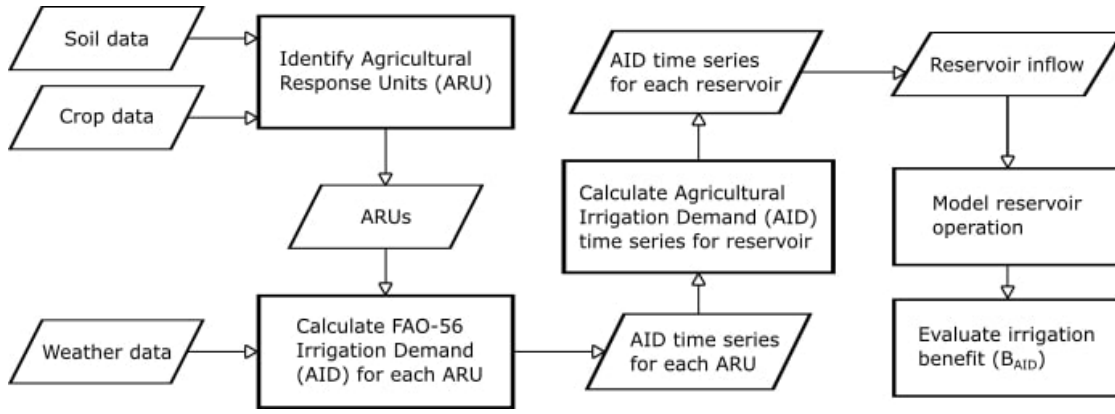 Soil data
Crop data
Identify Agricultural
Response Units (ARU)
ARUs
Weather data
Calculate FAO-56
Irrigation Demand
(AID) for each ARU
AID time series
for each ARU
Calculate Agricultural
Irrigation Demand (AID)
time series for reservoir
AID time series
for each reservoir
Reservoir inflow
Model reservoir
operation
Evaluate irrigation
benefit (BAID)